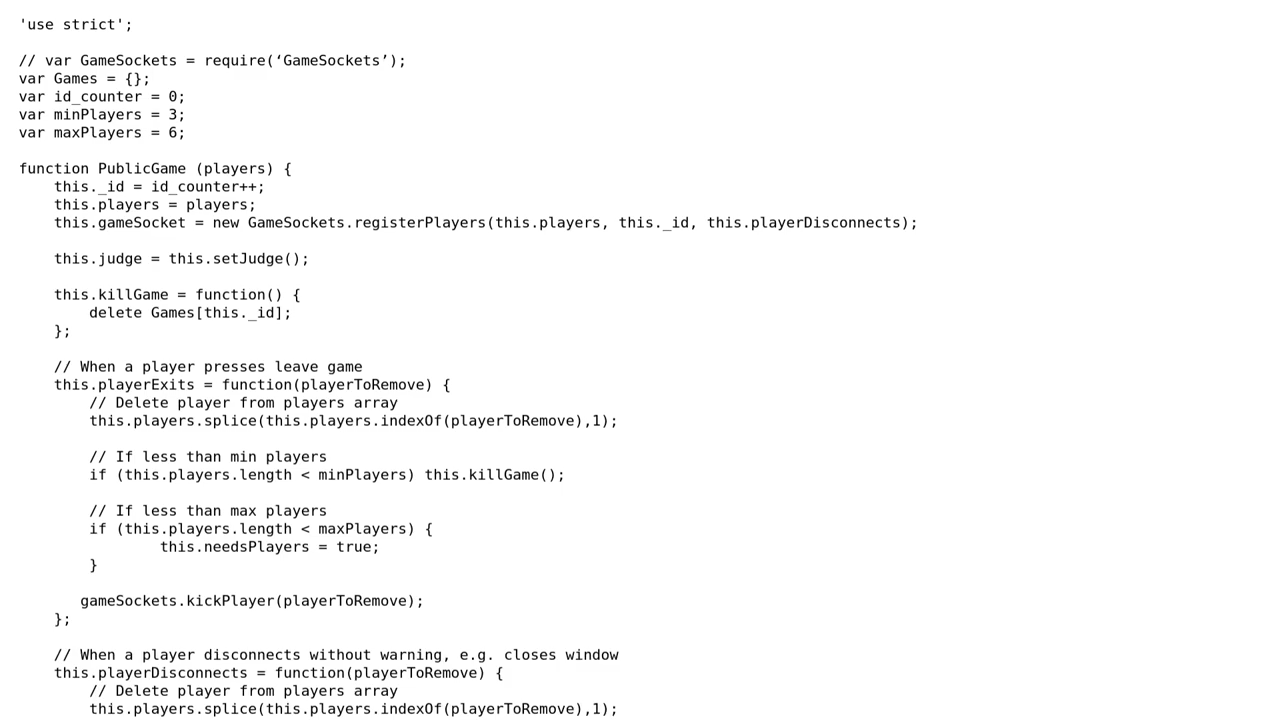 'use strict';

// var GameSockets = require(‘GameSockets’);
var Games = {};
var id_counter = 0;
var minPlayers = 3;
var maxPlayers = 6;

function PublicGame (players) {
    this._id = id_counter++;
    this.players = players;
    this.gameSocket = new GameSockets.registerPlayers(this.players, this._id, this.playerDisconnects);

    this.judge = this.setJudge();

    this.killGame = function() {
        delete Games[this._id];
    };

    // When a player presses leave game
    this.playerExits = function(playerToRemove) {
        // Delete player from players array
        this.players.splice(this.players.indexOf(playerToRemove),1);

        // If less than min players
        if (this.players.length < minPlayers) this.killGame();

        // If less than max players
        if (this.players.length < maxPlayers) {
                this.needsPlayers = true;
        }

       gameSockets.kickPlayer(playerToRemove);
    };

    // When a player disconnects without warning, e.g. closes window
    this.playerDisconnects = function(playerToRemove) {
        // Delete player from players array
        this.players.splice(this.players.indexOf(playerToRemove),1);